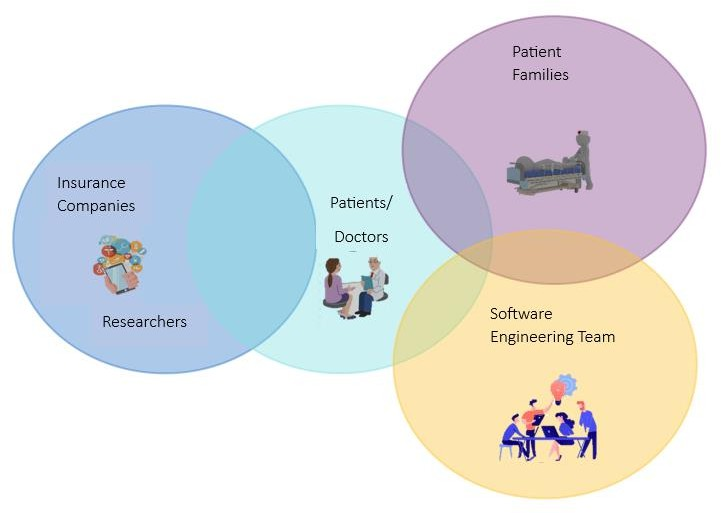 Patient
Families
Insurance
Companies
Patients/
Doctors
Researchers
Software
Engineering Team